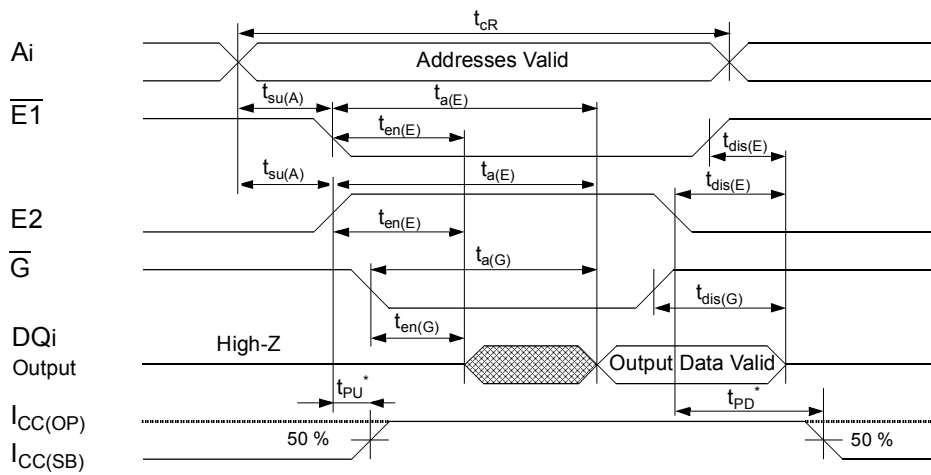 tcR
Ai
Addresses Valid
tsu(A)
ta(E)
E1
ten(E)
tdis(E)
tsu(A)
ta(E)
tdis(E)
E2
ten(E)
G
ta(G)
tdis(G)
ten(G)
DQi
High-Z
Output
Output Data Valid
tPU*
tPD*
ICC(OP)
50 %
50 %
ICC(SB)